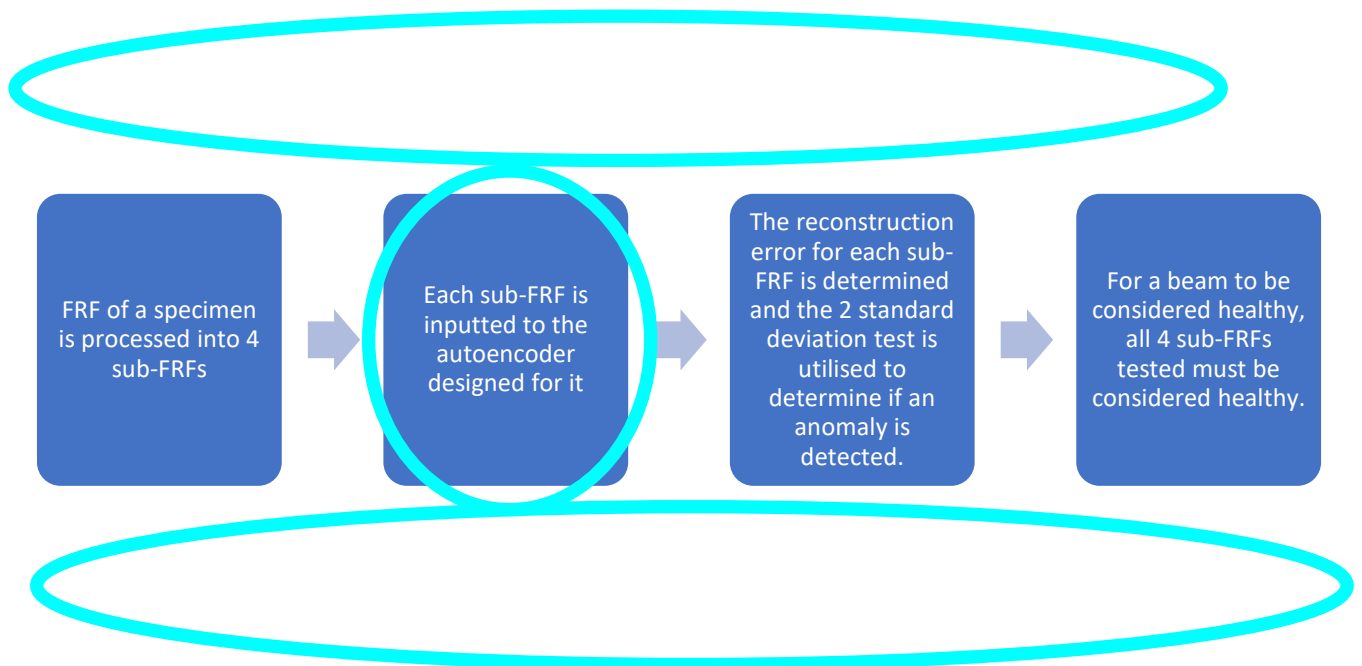 FRF of a specimen
is processed into 4
sub-FRFs
Each sub-FRF is
inputted to the
autoencoder
designed for it
The reconstruction
error for each sub-
FRF is determined
and the 2 standard
deviation test is
utilised to
determine if an
anomaly is
detected.
For a beam to be
considered healthy,
all 4 sub-FRFs
tested must be
considered healthy.